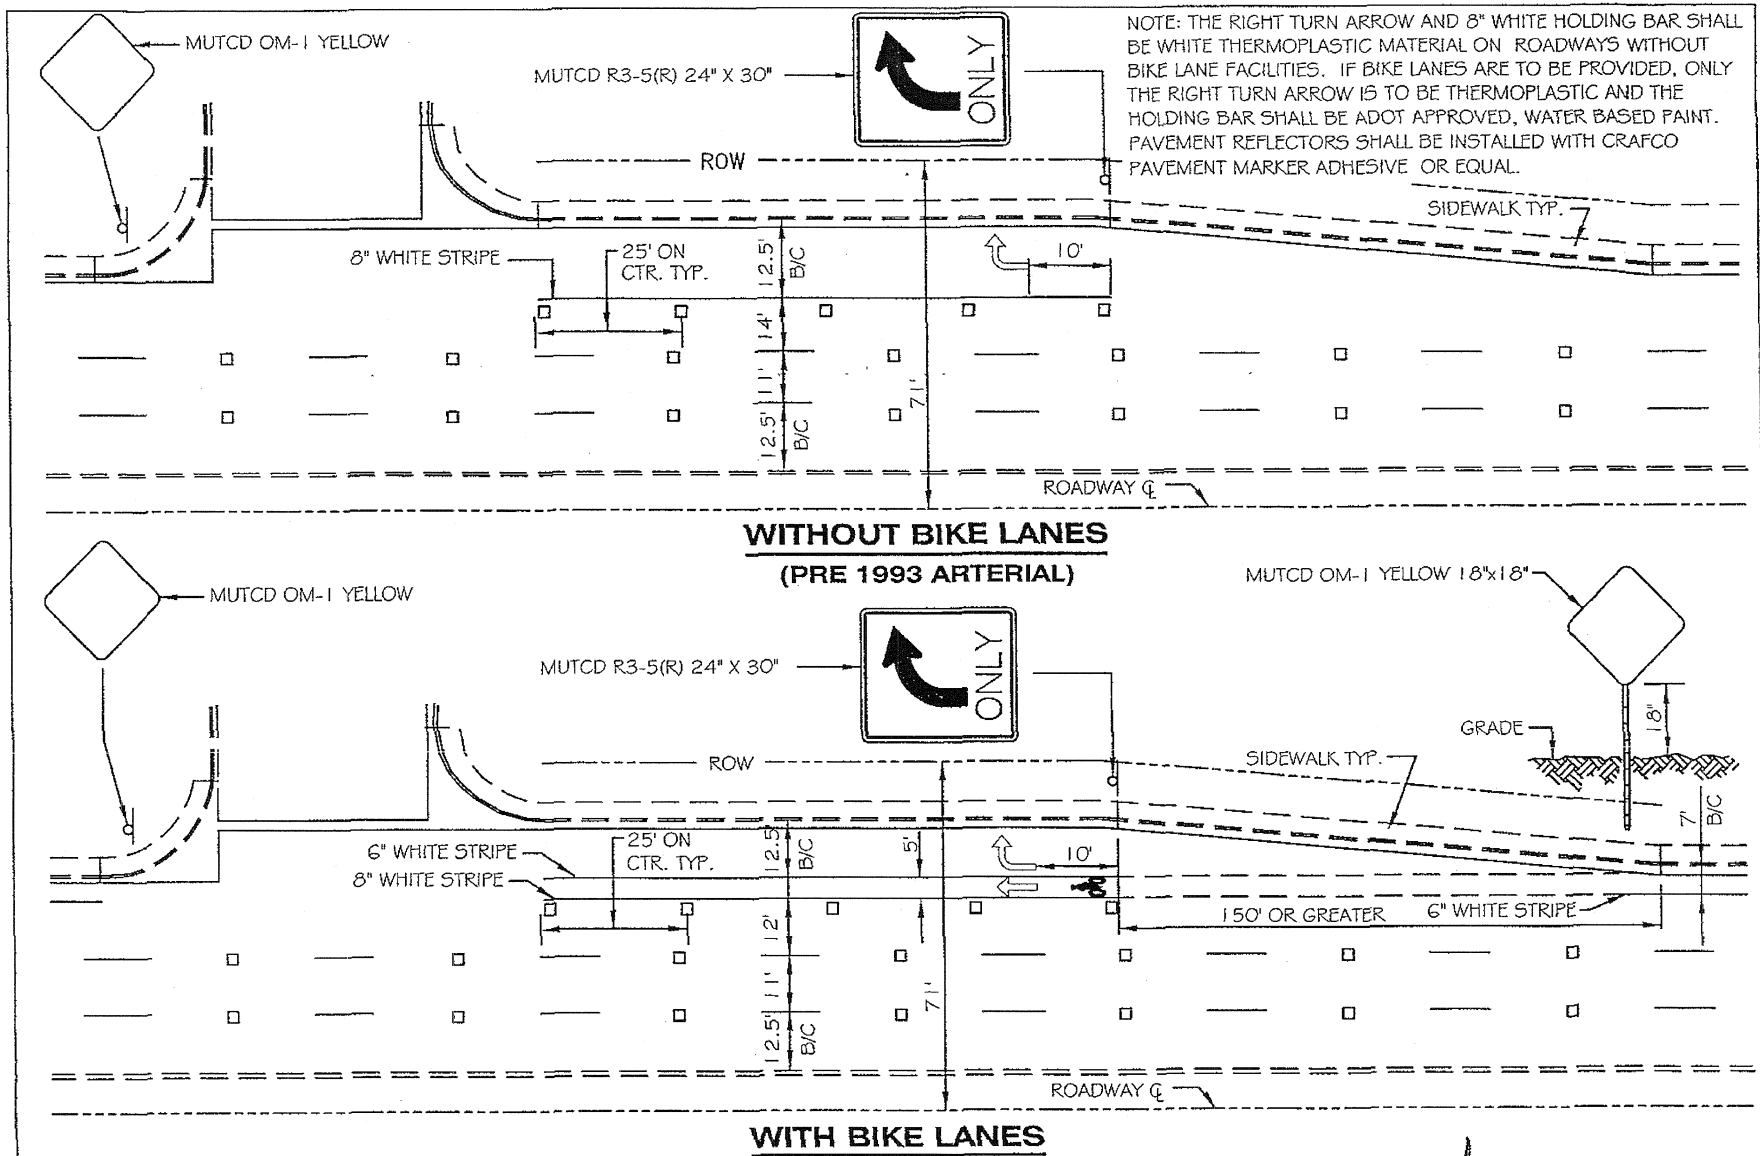 NOTE: THE RIGHT TURN ARROW AND 8" WHITE HOLDING BAR SHALL
BE WHITE THERMOPLASTIC MATERIAL ON ROADWAYS WITHOUT
BIKE LANE FACILITIES. IF BIKE LANES ARE TO BE PROVIDED, ONLY
THE RIGHT TURN ARROW IS TO BE THERMOPLASTIC AND THE
HOLDING BAR SHALL BE ADOT APPROVED, WATER BASED PAINT.
PAVEMENT REFLECTORS SHALL BE INSTALLED WITH CRAFCO
PAVEMENT MARKER ADHESIVE OR EQUAL.
MUTCD OM-1 YELLOW
MUTCD R3-5(R) 24" X 30"
ONLY
ROW
SIDEWALK TYP.
8" WHITE STRIPE
25' ON
CTR. TYP.
12.5'
B/C
10'
14'
11'
71'
12.5'
B/C
ROADWAY ℄
WITHOUT BIKE LANES
(PRE 1993 ARTERIAL)
MUTCD OM-1 YELLOW
MUTCD OM-1 YELLOW 18"x18"
MUTCD R3-5(R) 24" X 30"
ONLY
18"
GRADE
ROW
SIDEWALK TYP.
7'
B/C
6" WHITE STRIPE
8" WHITE STRIPE
25' ON
CTR. TYP.
12.5'
B/C
5'
10'
150' OR GREATER
6" WHITE STRIPE
12'
11'
71'
12.5'
B/C
ROADWAY ℄
WITH BIKE LANES